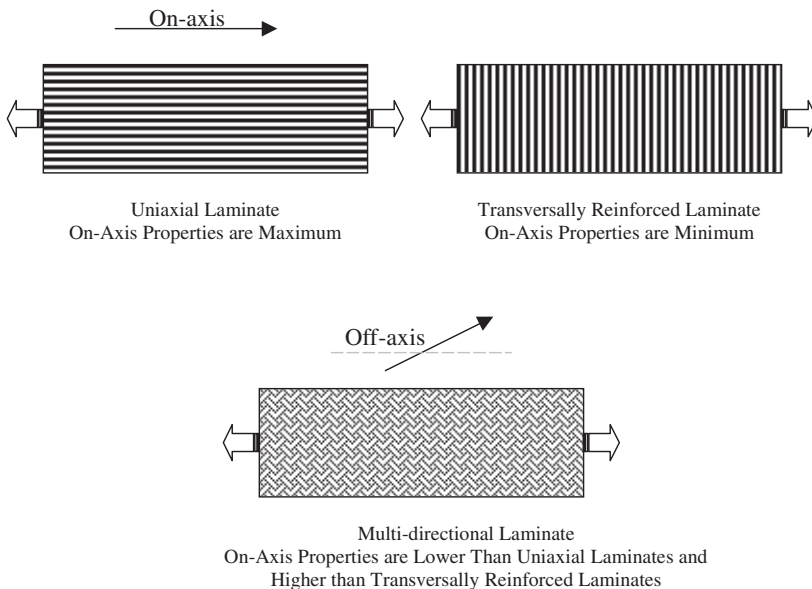 On-axis
Uniaxial Laminate
On-Axis Properties are Maximum
Transversally Reinforced Laminate
On-Axis Properties are Minimum
Off-axis
Multi-directional Laminate
On-Axis Properties are Lower Than Uniaxial Laminates and
Higher than Transversally Reinforced Laminates